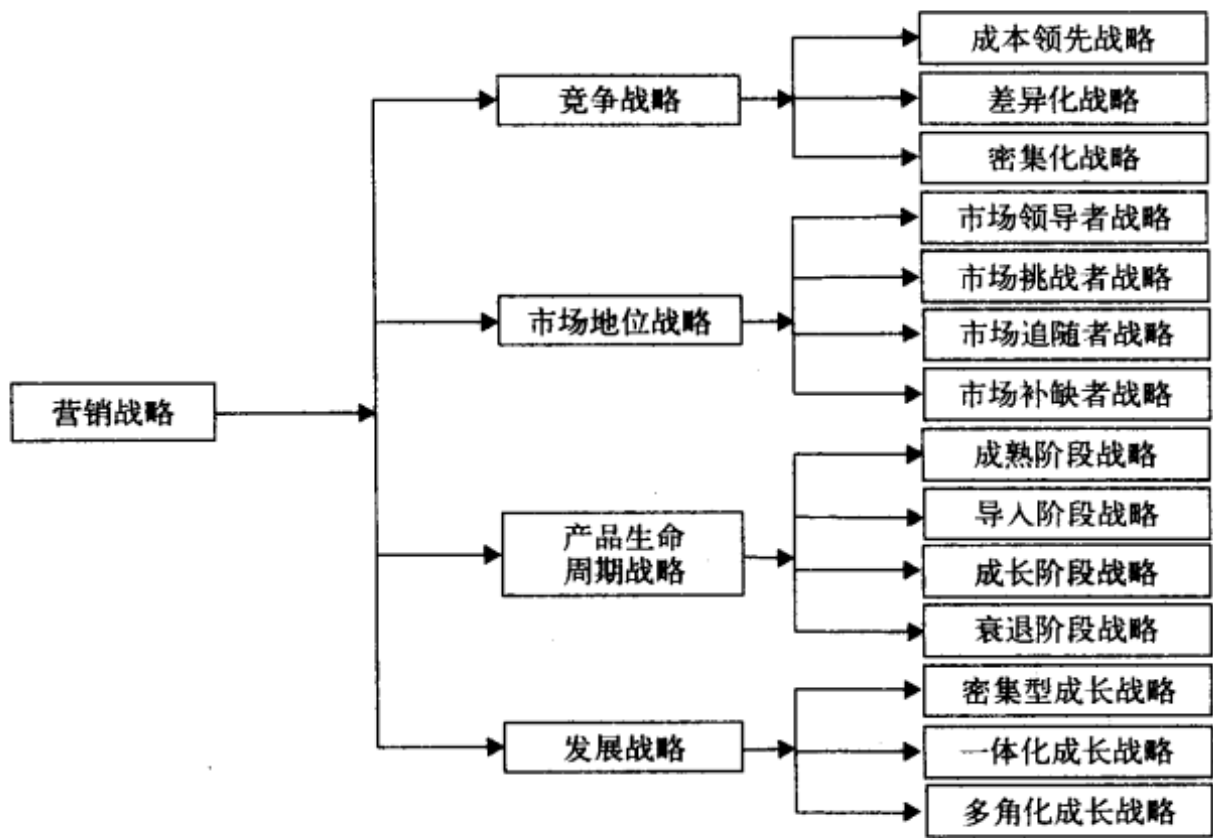 营销战略
竞争战略
成本领先战略
差异化战略
密集化战略
市场地位战略
市场领导者战略
市场挑战者战略
市场追随者战略
市场补缺者战略
产品生命
周期战略
成熟阶段战略
导入阶段战略
成长阶段战略
衰退阶段战略
发展战略
密集型成长战略
一体化成长战略
多角化成长战略